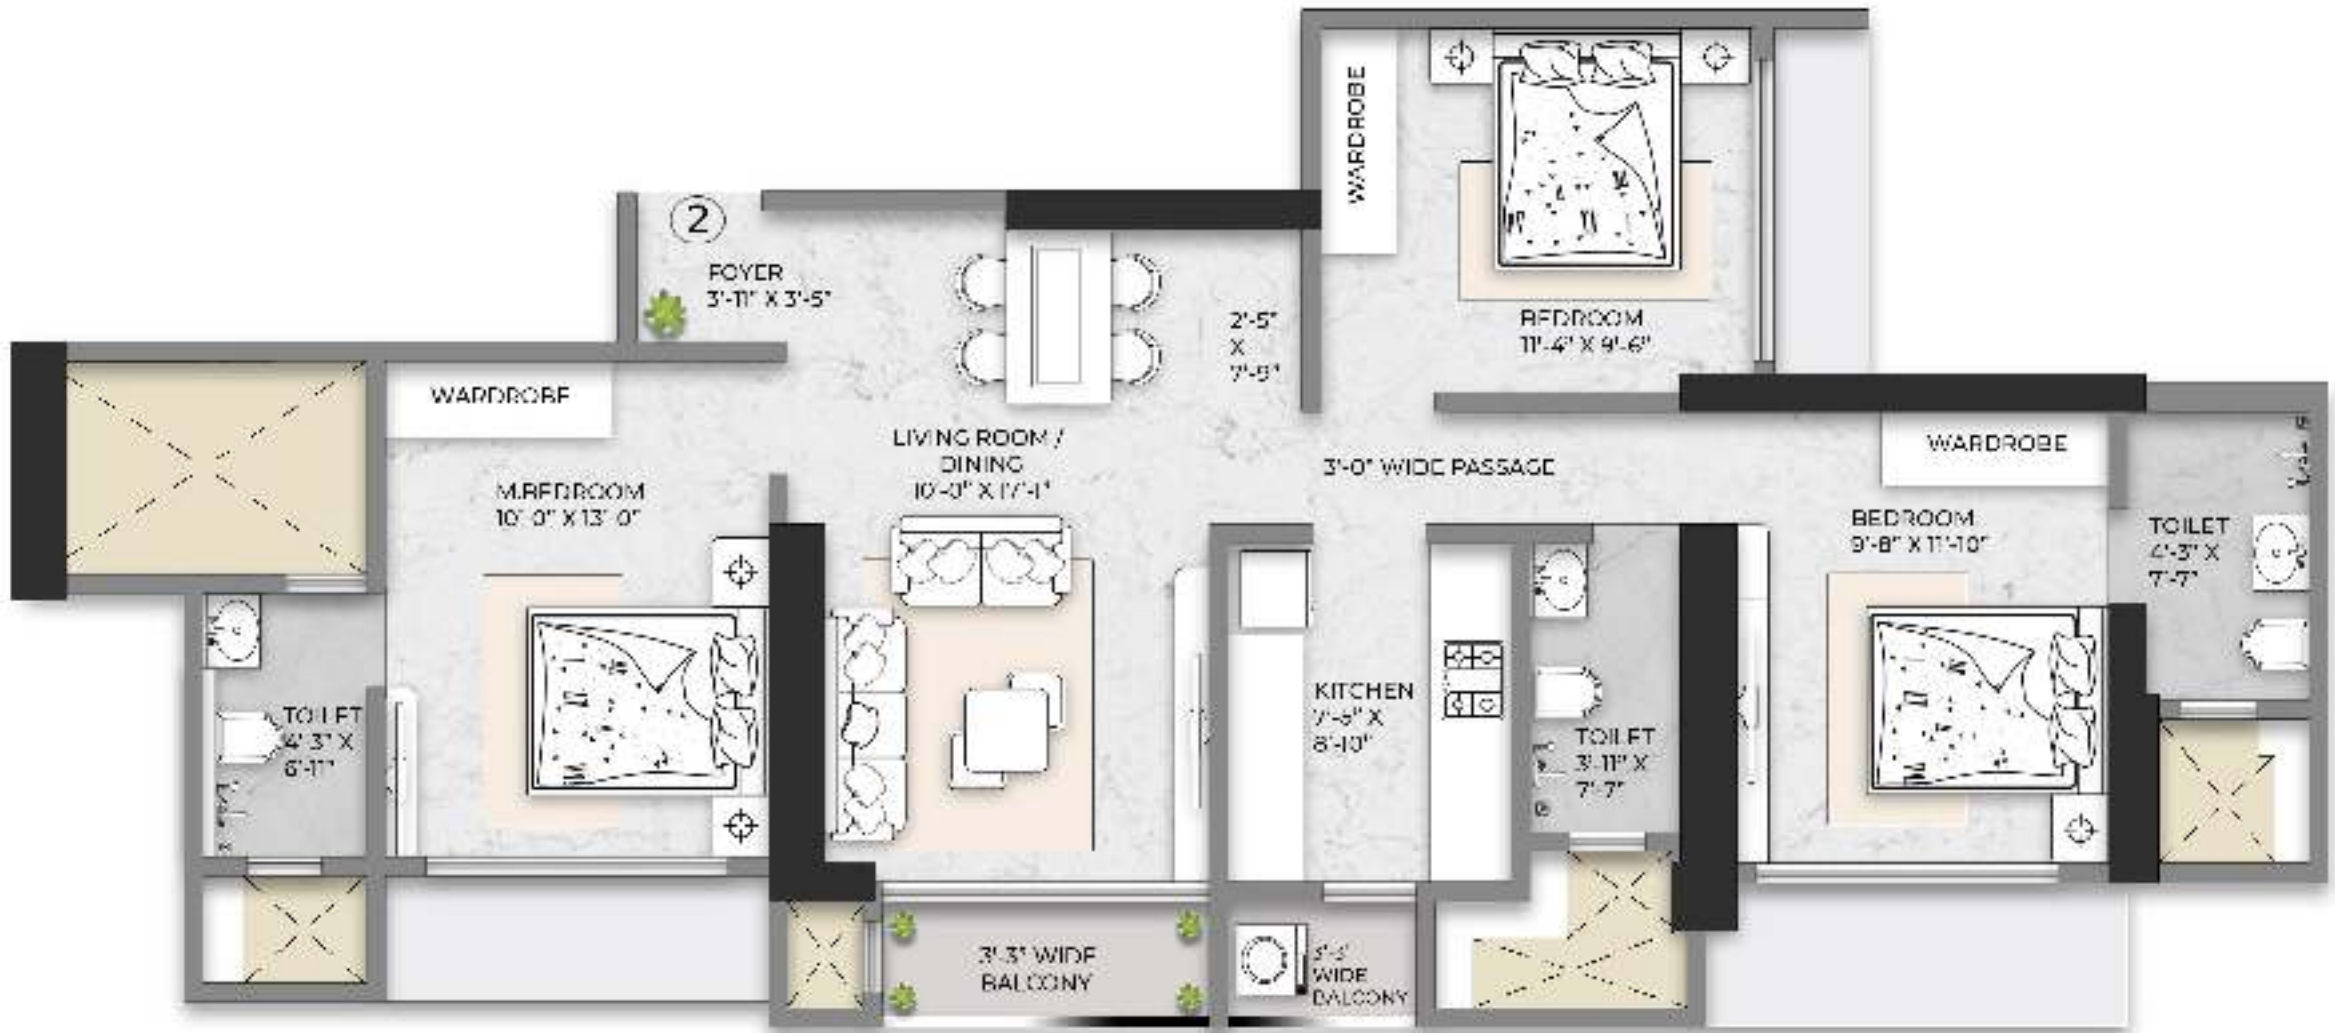 2
FOYER
3'-11" X 3'-5"
WARDROBE
BEDROOM
11'-4" X 9'-6"
2'-5"
X
7'-9"
WARDROBE
M.BEDROOM
10'-0" X 13'-0"
LIVING ROOM /
DINING
10'-0" X 17'-1"
3'-0" WIDE PASSAGE
WARDROBE
BEDROOM
9'-8" X 11'-10"
TOILET
4'-3" X
7'-7"
TOILET
4'-3" X
6'-11"
KITCHEN
X
8'-10"
TOILET
3'-11" X
7'-7"
3'-3" WIDE
BALCONY
3'-3"
WIDE
BALCONY